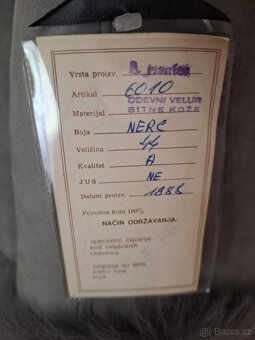 Vrsta proizv.
Artikal 6010
Materijal ODEVNI VELUR
SITNE KOŽE
Boja NERC
Veličina 44
Kvalitet A
JUS NE
Datum proizv. 1988
Prirodna koža 100%
NAČIN ODRŽAVANJA:
- specijalno čišćenje
kod ovlašćenih
radionica
- peglanje do 80%
preko suve